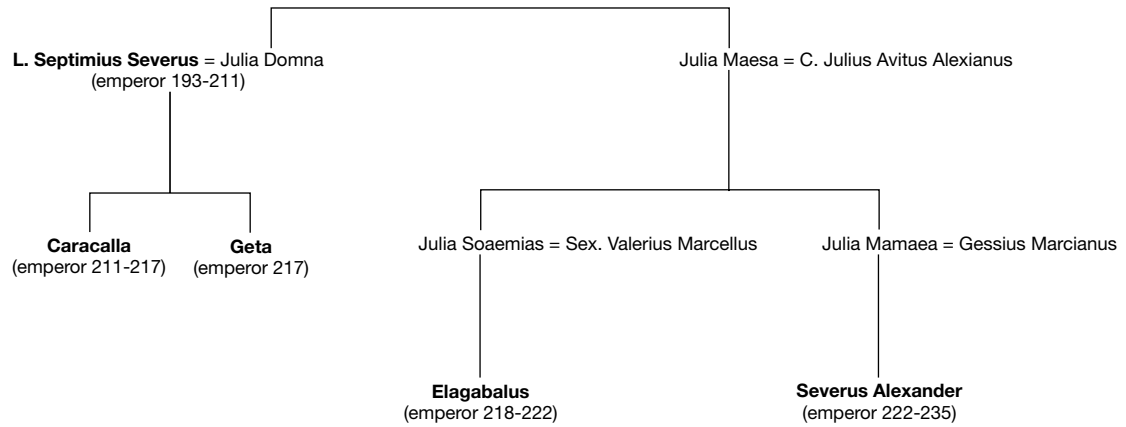 L. Septimius Severus = Julia Domna
(emperor 193-211)
Julia Maesa = C. Julius Avitus Alexianus
Caracalla
(emperor 211-217)
Geta
(emperor 217)
Julia Soaemias = Sex. Valerius Marcellus
Julia Mamaea = Gessius Marcianus
Elagabalus
(emperor 218-222)
Severus Alexander
(emperor 222-235)